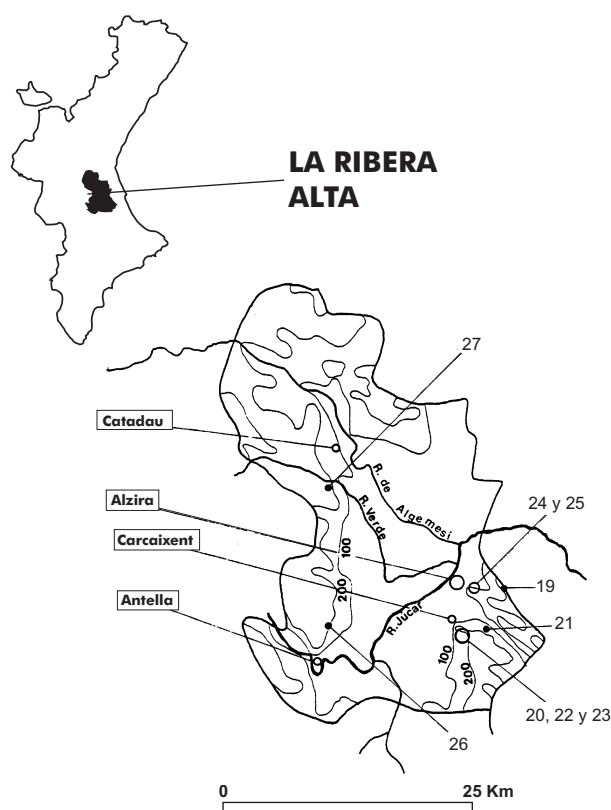 LA RIBERA
ALTA
27
Catadau
R. de Algemesí
Alzira
24 y 25
R. Verde
Carcaixent
100
19
200
Antella
R. Júcar
21
100
200
20, 22 y 23
26
0 25 Km